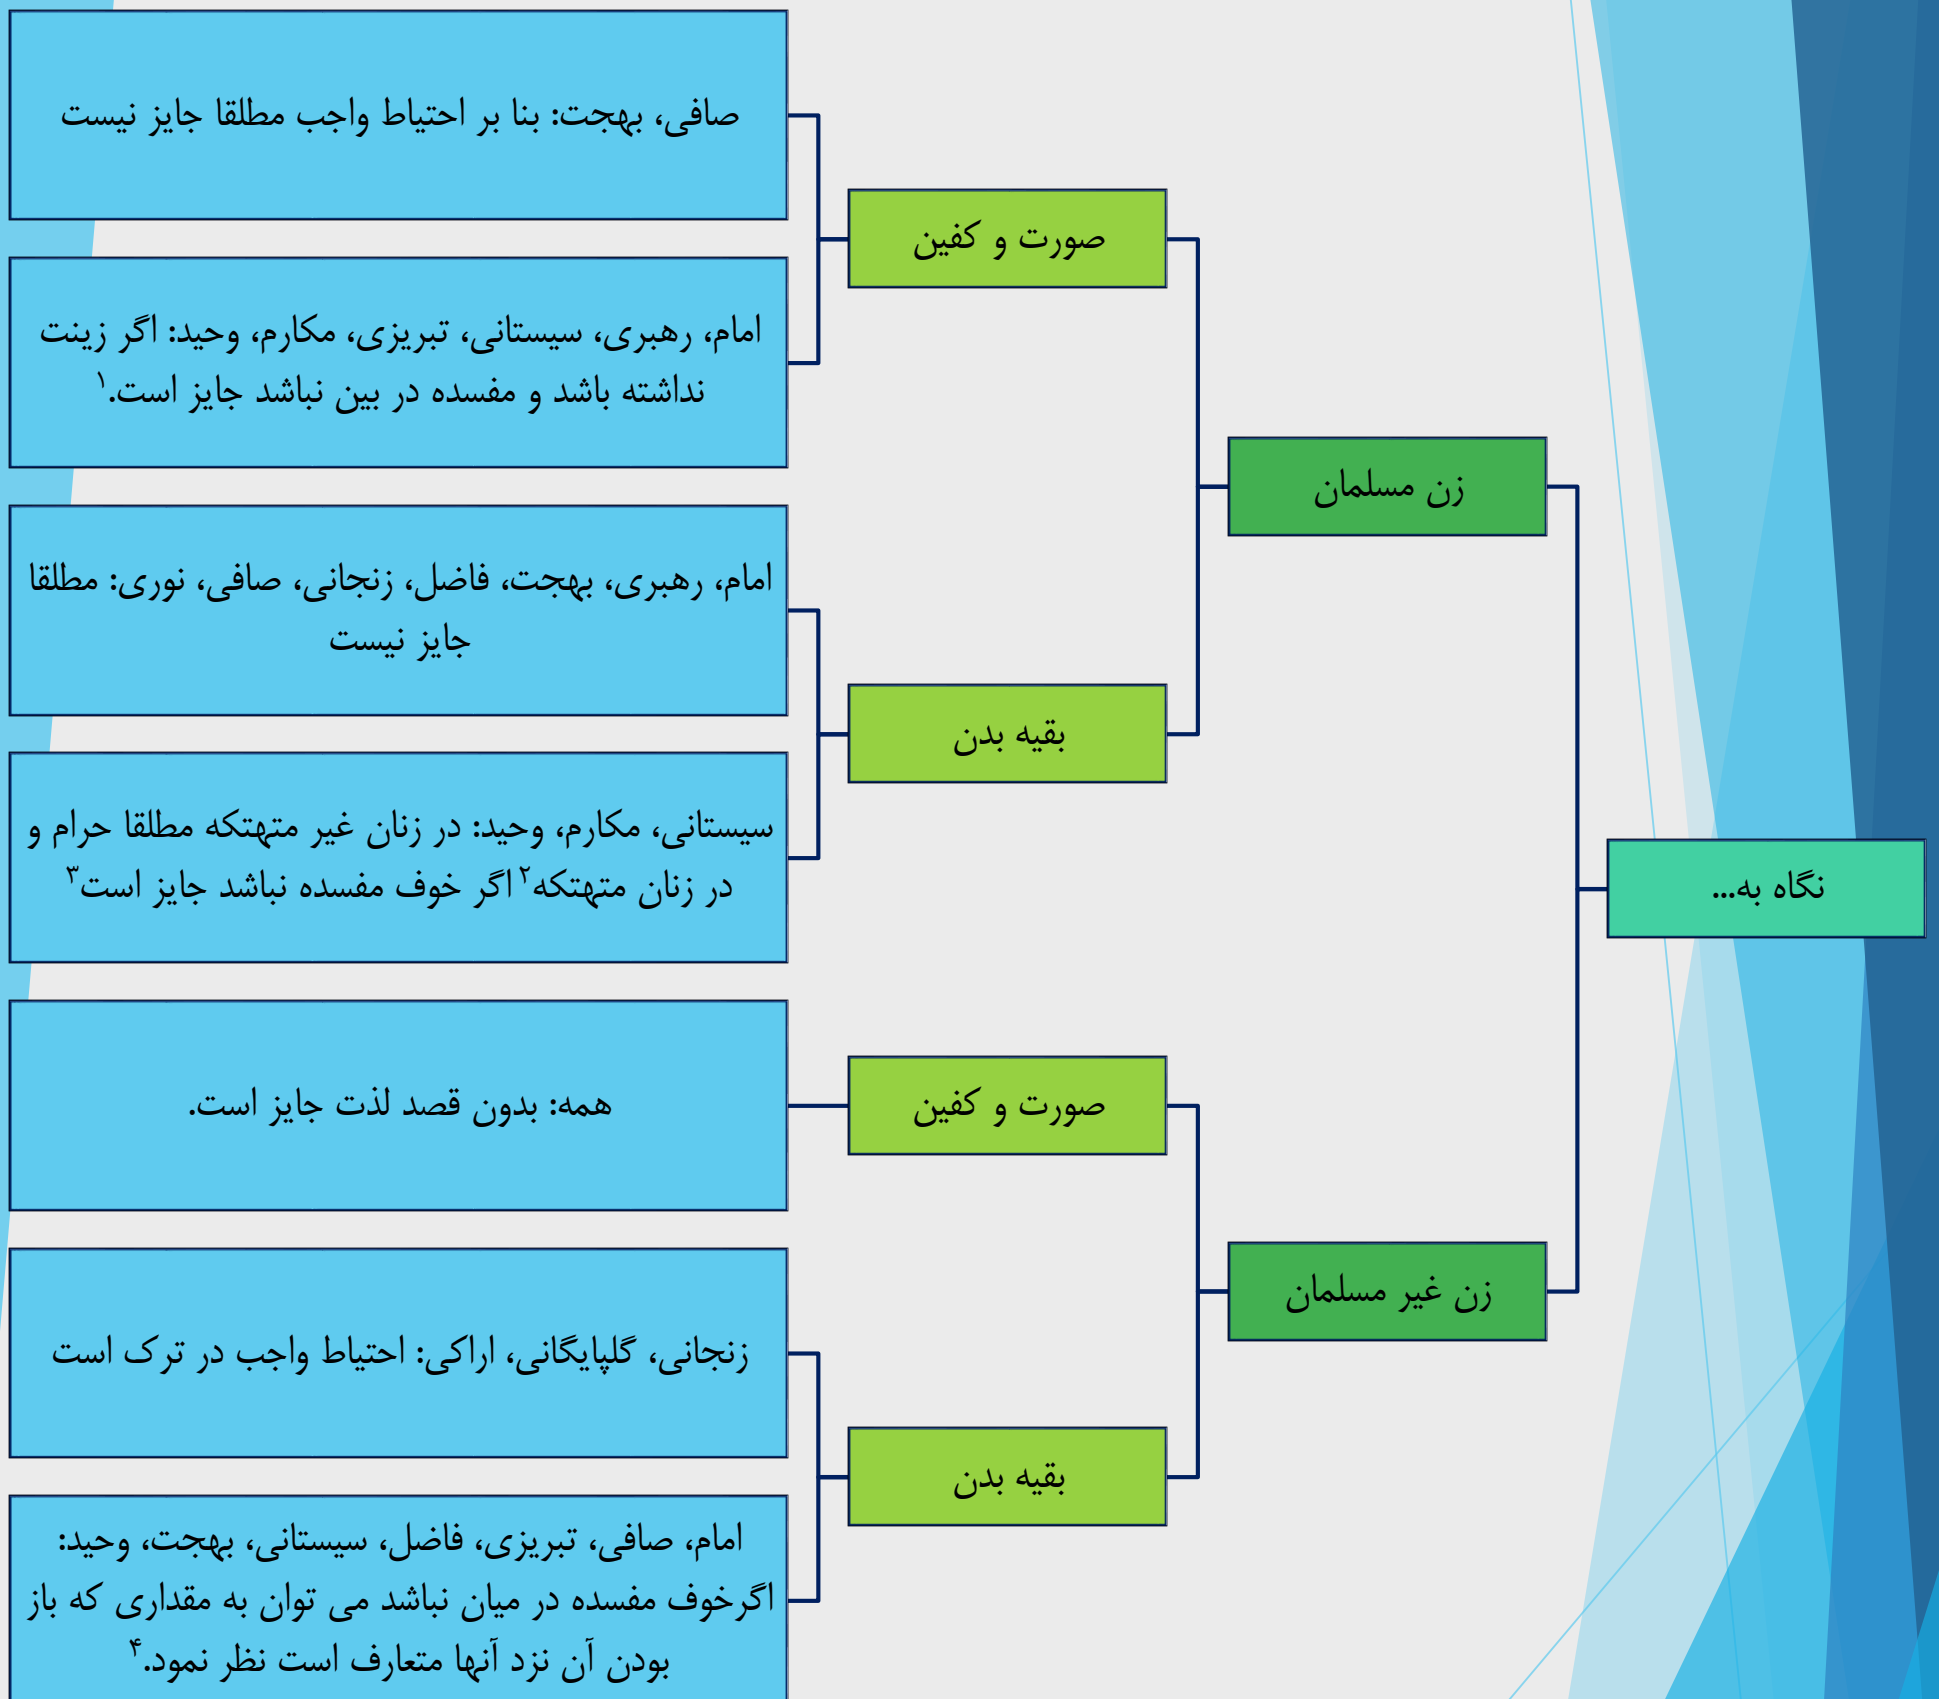 نگاه به...
زن مسلمان
صورت و کفین
صافی، بهجت: بنا بر احتیاط واجب مطلقا جایز نیست
امام، رهبری، سیستانی، تبریزی، مکارم، وحید: اگر زینت
نداشته باشد و مفسده در بین نباشد جایز است.۱
بقیه بدن
امام، رهبری، بهجت، فاضل، زنجانی، صافی، نوری: مطلقا
جایز نیست
سیستانی، مکارم، وحید: در زنان غیر متهتکه مطلقا حرام و
در زنان متهتکه۲ اگر خوف مفسده نباشد جایز است۳
زن غیر مسلمان
صورت و کفین
همه: بدون قصد لذت جایز است.
بقیه بدن
زنجانی، گلپایگانی، اراکی: احتیاط واجب در ترک است
امام، صافی، تبریزی، فاضل، سیستانی، بهجت، وحید:
اگرخوف مفسده در میان نباشد می توان به مقداری که باز
بودن آن نزد آنها متعارف است نظر نمود.۴